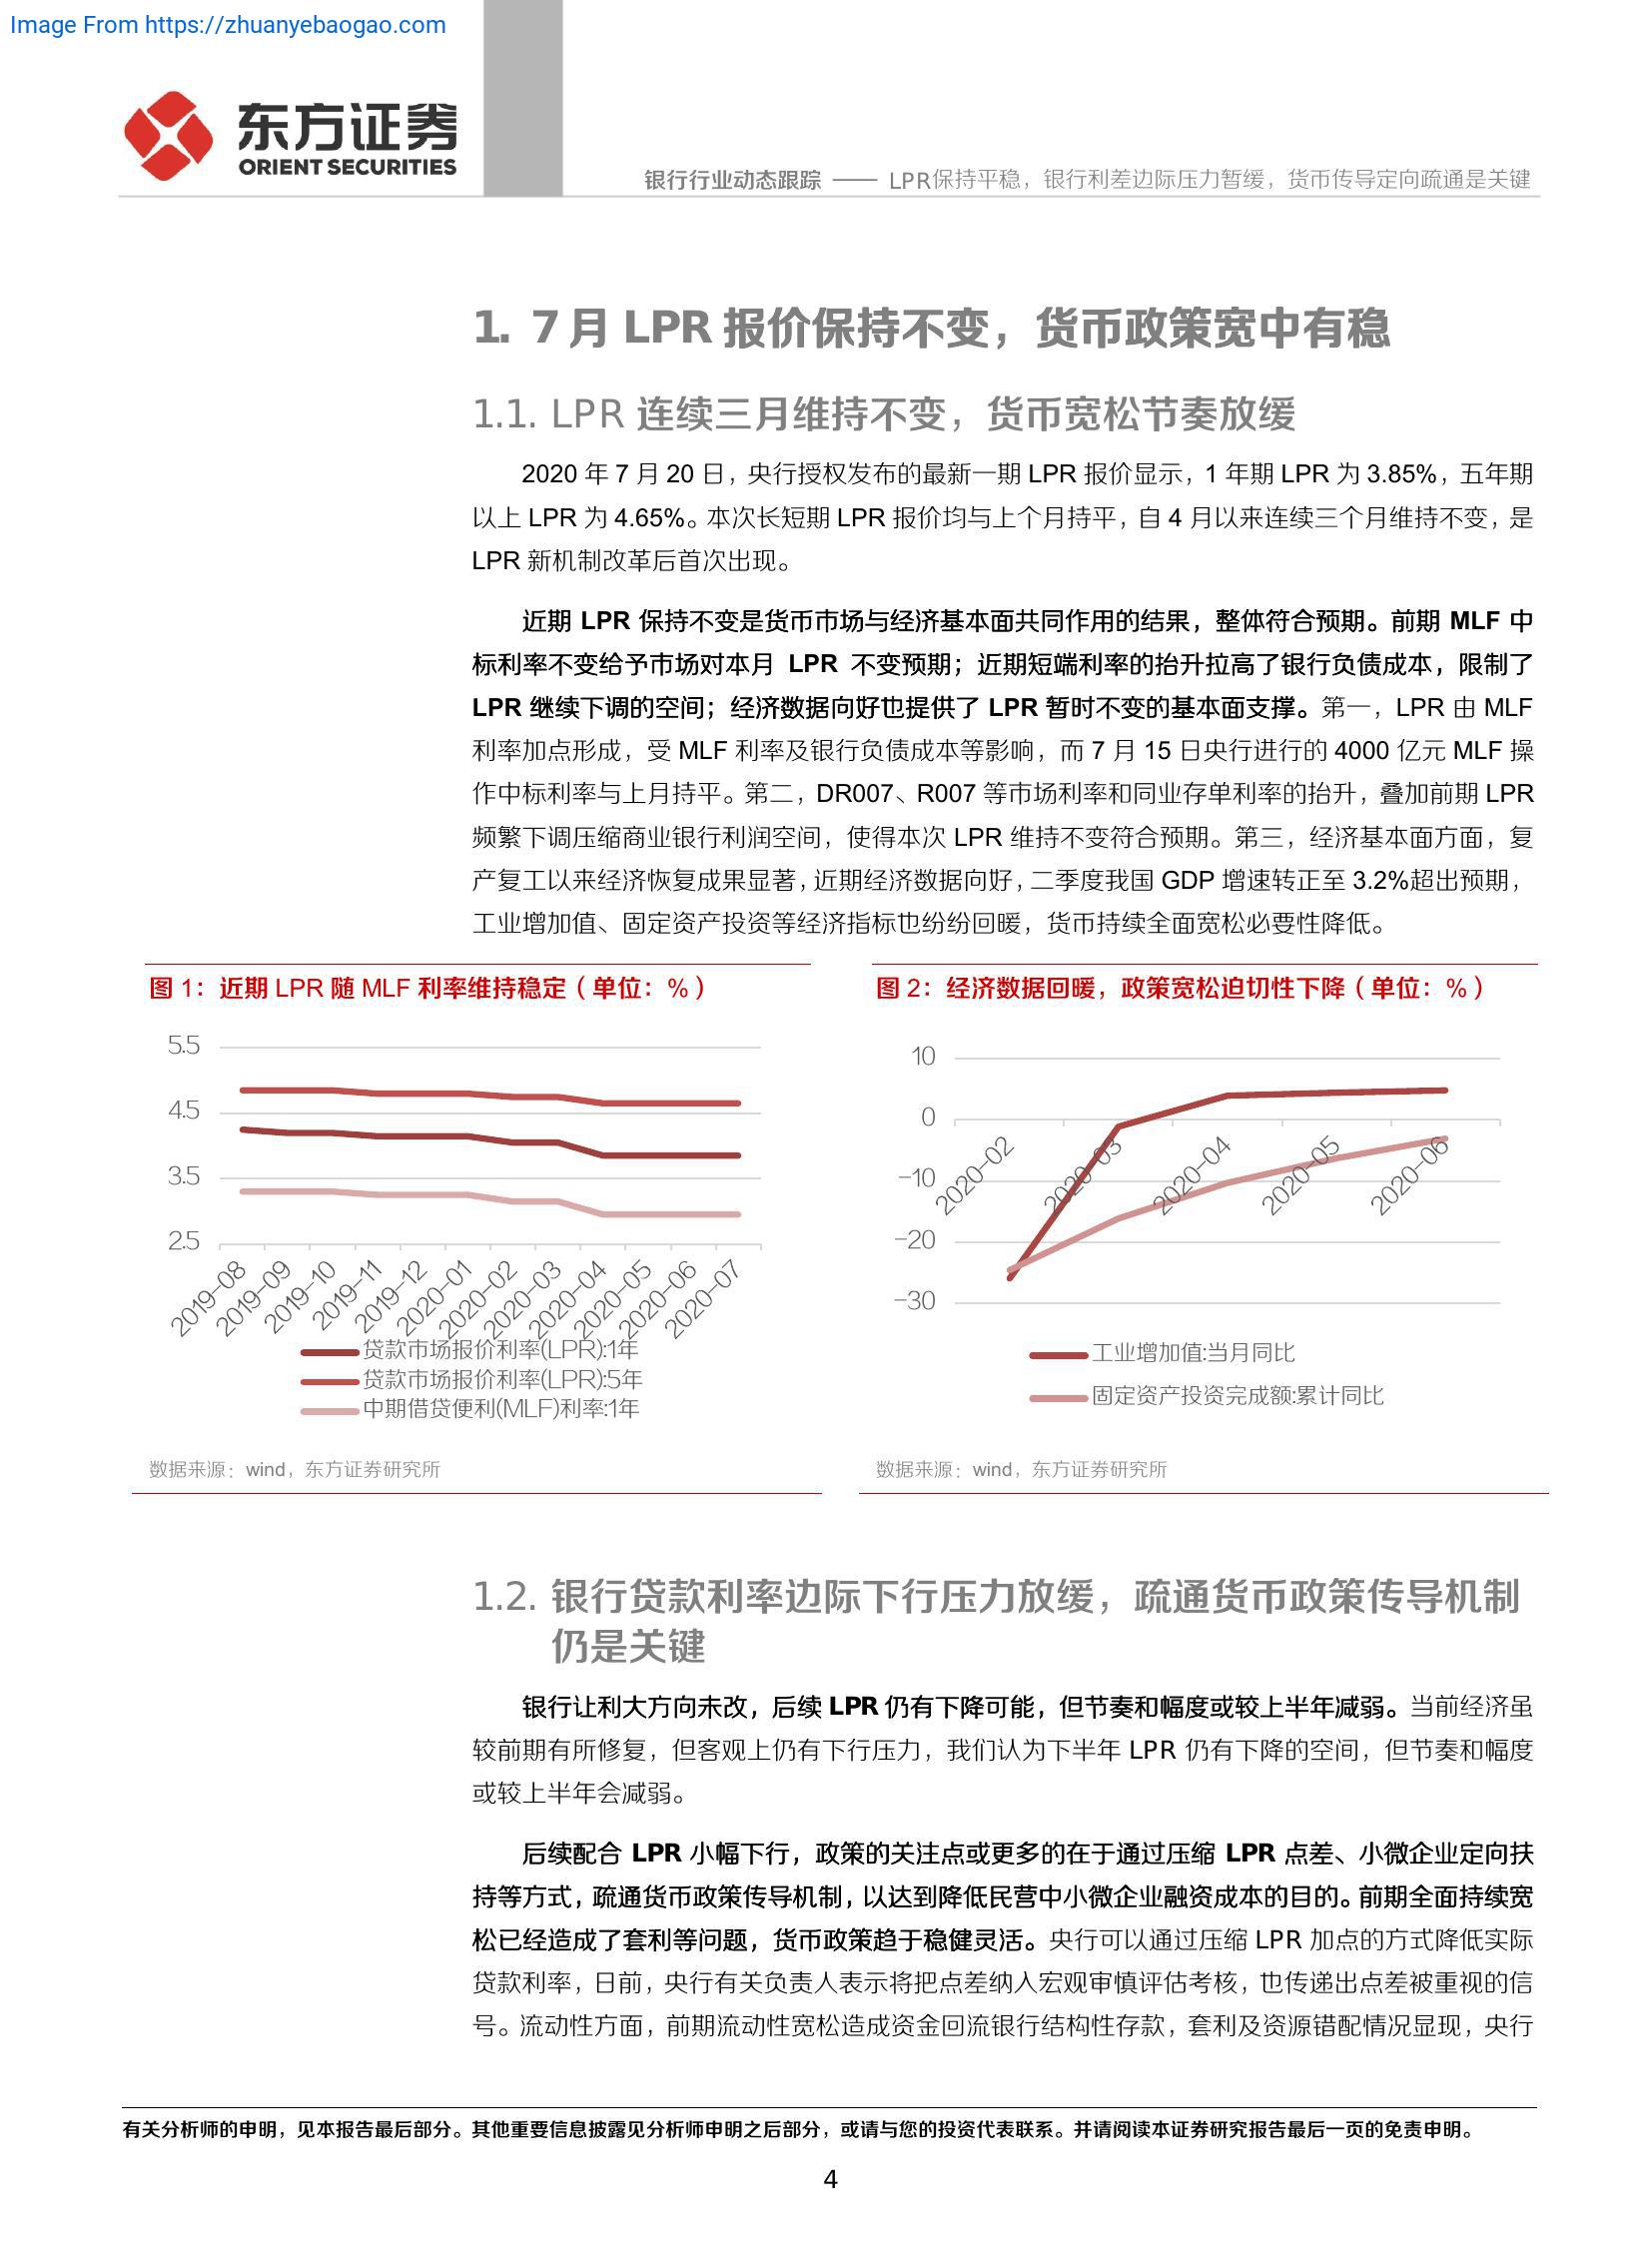 Image From https://zhuanyebaogao.com
东方证券
ORIENT SECURITIES
银行行业动态跟踪 —— LPR保持平稳，银行利差边际压力暂缓，货币传导定向疏通是关键
1. 7月 LPR 报价保持不变，货币政策宽中有稳
1.1. LPR 连续三月维持不变，货币宽松节奏放缓
2020 年 7 月 20 日，央行授权发布的最新一期 LPR 报价显示，1 年期 LPR 为 3.85%，五年期
以上 LPR 为 4.65%。本次长短期 LPR 报价均与上个月持平，自 4 月以来连续三个月维持不变，是
LPR 新机制改革后首次出现。
近期 LPR 保持不变是货币市场与经济基本面共同作用的结果，整体符合预期。前期 MLF 中
标利率不变给予市场对本月 LPR 不变预期；近期短端利率的抬升拉高了银行负债成本，限制了
LPR 继续下调的空间；经济数据向好也提供了 LPR 暂时不变的基本面支撑。第一，LPR 由 MLF
利率加点形成，受 MLF 利率及银行负债成本等影响，而 7 月 15 日央行进行的 4000 亿元 MLF 操
作中标利率与上月持平。第二，DR007、R007 等市场利率和同业存单利率的抬升，叠加前期 LPR
频繁下调压缩商业银行利润空间，使得本次 LPR 维持不变符合预期。第三，经济基本面方面，复
产复工以来经济恢复成果显著，近期经济数据向好，二季度我国 GDP 增速转正至 3.2%超出预期，
工业增加值、固定资产投资等经济指标也纷纷回暖，货币持续全面宽松必要性降低。
图 1：近期 LPR 随 MLF 利率维持稳定（单位：%）
5.5
4.5
3.5
2.5
2019-08
2019-09
2019-10
2019-11
2019-12
2020-01
2020-02
2020-03
2020-04
2020-05
2020-06
2020-07
贷款市场报价利率(LPR):1年
贷款市场报价利率(LPR):5年
中期借贷便利(MLF)利率:1年
数据来源：wind，东方证券研究所
图 2：经济数据回暖，政策宽松迫切性下降（单位：%）
10
0
-10
-20
-30
2020-02
2020-03
2020-04
2020-05
2020-06
工业增加值:当月同比
固定资产投资完成额:累计同比
数据来源：wind，东方证券研究所
1.2. 银行贷款利率边际下行压力放缓，疏通货币政策传导机制
仍是关键
银行让利大方向未改，后续 LPR 仍有下降可能，但节奏和幅度或较上半年减弱。当前经济虽
较前期有所修复，但客观上仍有下行压力，我们认为下半年 LPR 仍有下降的空间，但节奏和幅度
或较上半年会减弱。
后续配合 LPR 小幅下行，政策的关注点或更多的在于通过压缩 LPR 点差、小微企业定向扶
持等方式，疏通货币政策传导机制，以达到降低民营中小微企业融资成本的目的。前期全面持续宽
松已经造成了套利等问题，货币政策趋于稳健灵活。央行可以通过压缩 LPR 加点的方式降低实际
贷款利率，日前，央行有关负责人表示将把点差纳入宏观审慎评估考核，也传递出点差被重视的信
号。流动性方面，前期流动性宽松造成资金回流银行结构性存款，套利及资源错配情况显现，央行
有关分析师的申明，见本报告最后部分。其他重要信息披露见分析师申明之后部分，或请与您的投资代表联系。并请阅读本证券研究报告最后一页的免责申明。
4